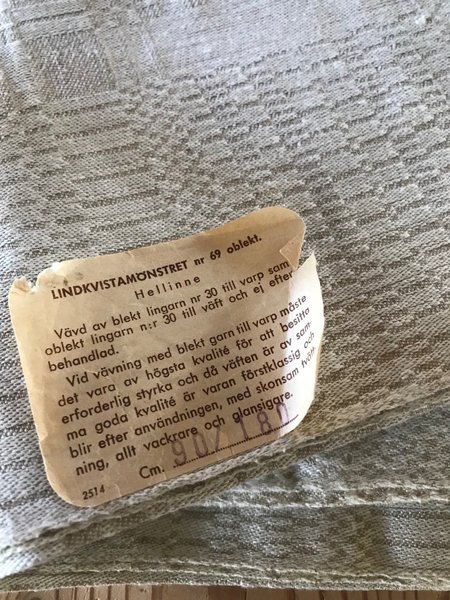 LINDKVISTAMÖNSTRET nr 69 oblekt.
Hellinne
Vävd av blekt lingarn nr 30 till varp sam
oblekt lingarn n:r 30 till väft och ej efter-
behandlad.
Vid vävning med blekt garn till varp måste
det vara av högsta kvalité för att besitta
erforderlig styrka och då väften är av sam-
ma goda kvalité är varan förstklassig och
blir efter användningen, med skonsam tvätt-
ning, allt vackrare och glansigare.
Cm. 90/180
2514